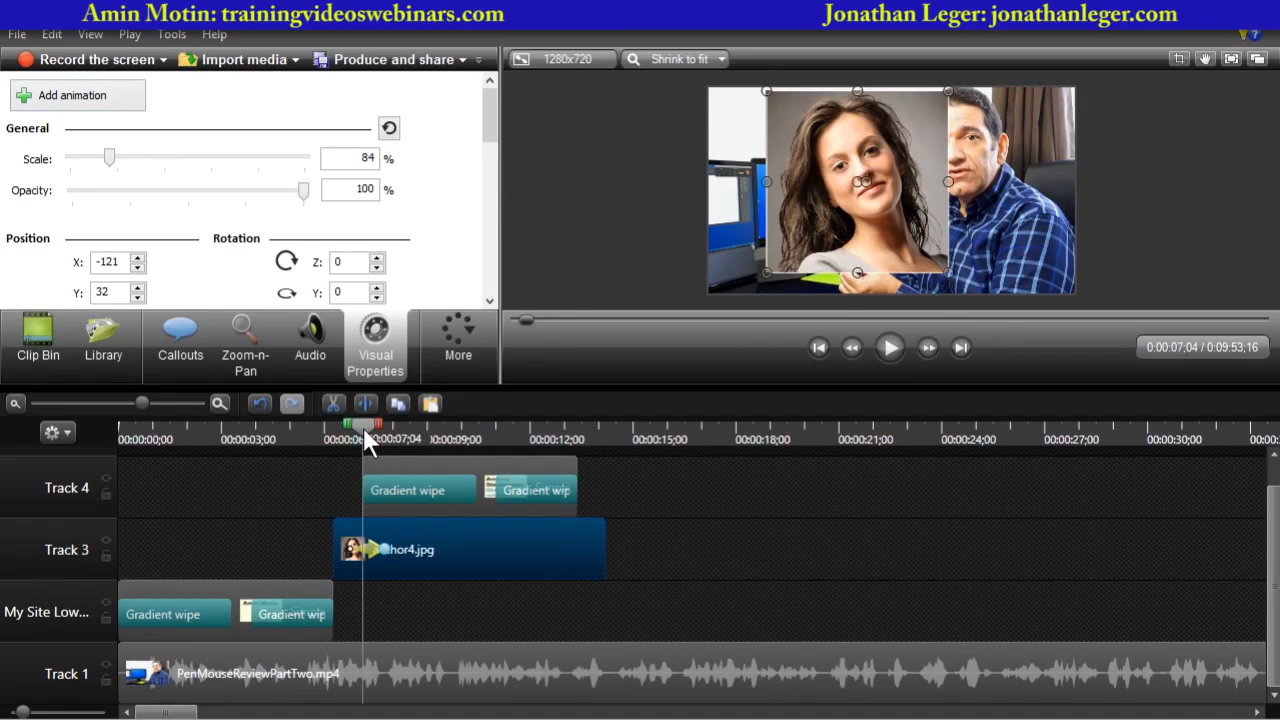 Amin Motin: trainingvideoswebinars.com
Jonathan Leger: jonathanleger.com
File Edit View Play Tools Help
Record the screen
Import media
Produce and share
1280x720
Shrink to fit
Add animation
General
Scale: 84 %
Opacity: 100 %
Position
Rotation
X: -121
Z: 0
Y: 32
Y: 0
Clip Bin
Library
Callouts
Zoom-n-Pan
Audio
Visual Properties
More
0:00:07;04 / 0:09:53;16
00:00:00;00
00:00:03;00
0:00:07;04
00:00:09;00
00:00:12;00
00:00:15;00
00:00:18;00
00:00:21;00
00:00:24;00
00:00:27;00
00:00:30;00
Track 4
Gradient wipe
Gradient wip
Track 3
hor4.jpg
My Site Low...
Gradient wipe
Gradient wip
Track 1
PenMouseReviewPartTwo.mp4